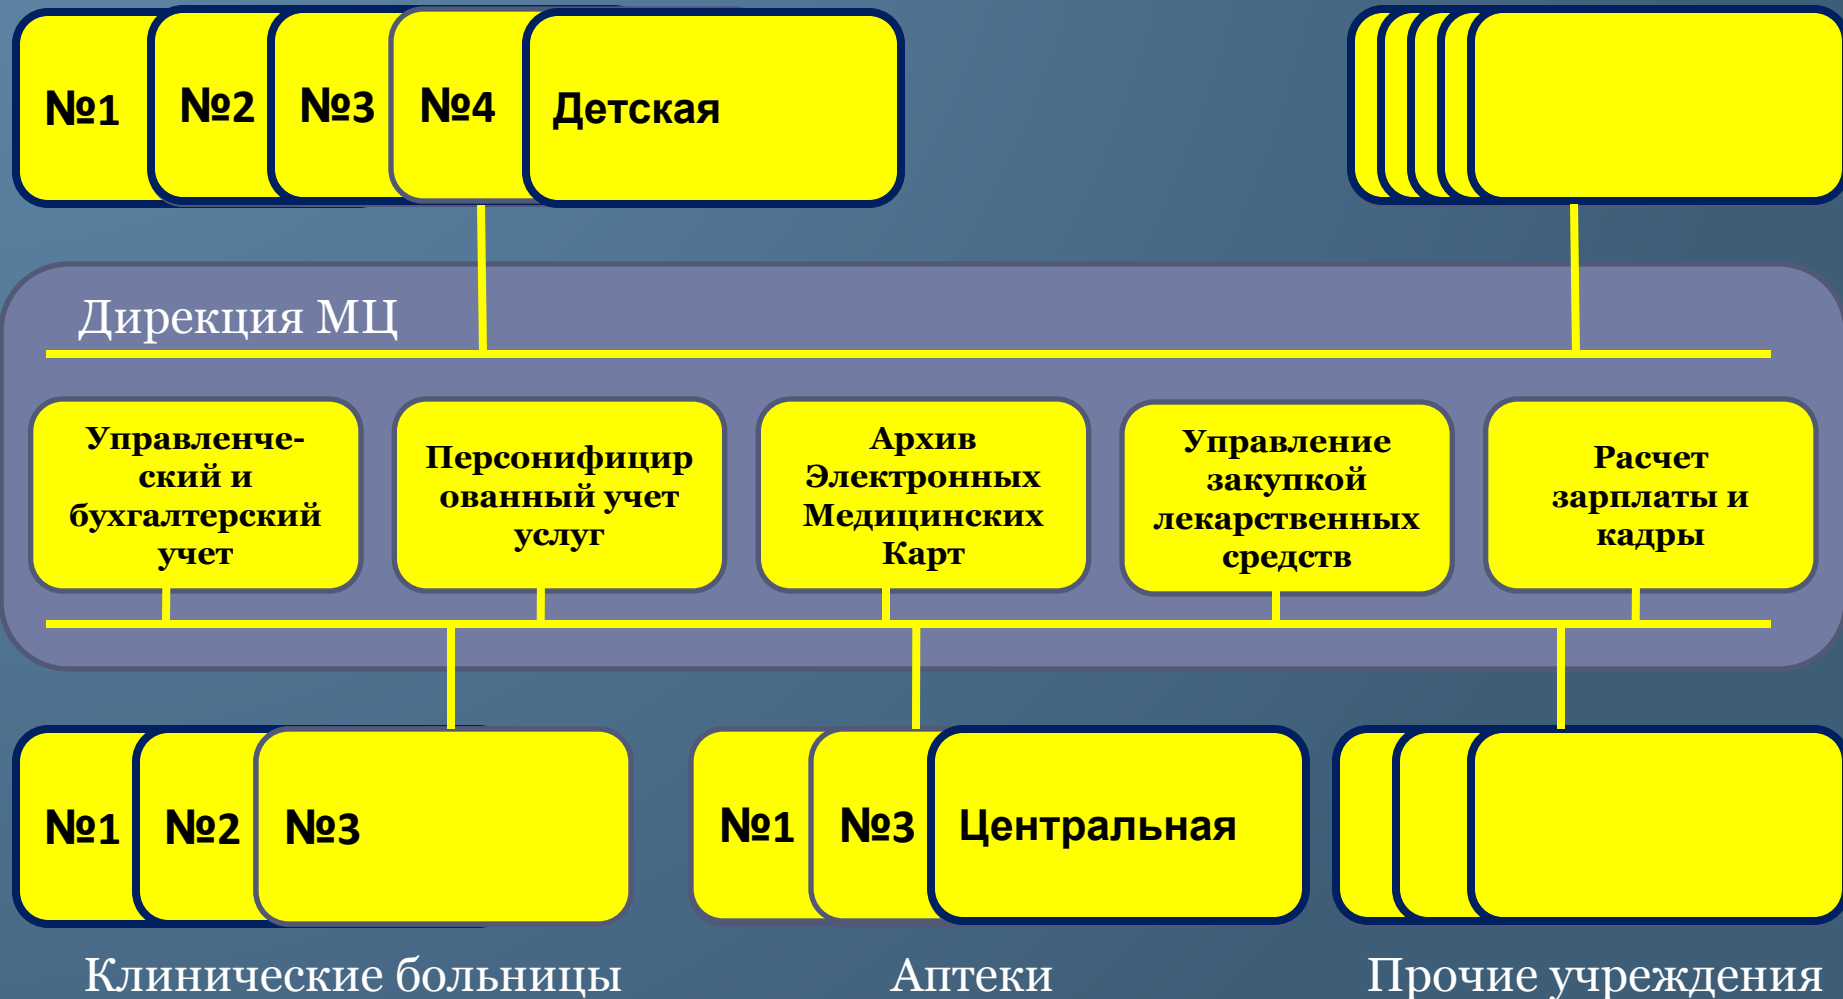 №1 №2 №3 №4 Детская
Дирекция МЦ
Управленче-
ский и
бухгалтерский
учет
Персонифицир
ованный учет
услуг
Архив
Электронных
Медицинских
Карт
Управление
закупкой
лекарственных
средств
Расчет
зарплаты и
кадры
№1 №2 №3
№1 №3 Центральная
Клинические больницы
Аптеки
Прочие учреждения